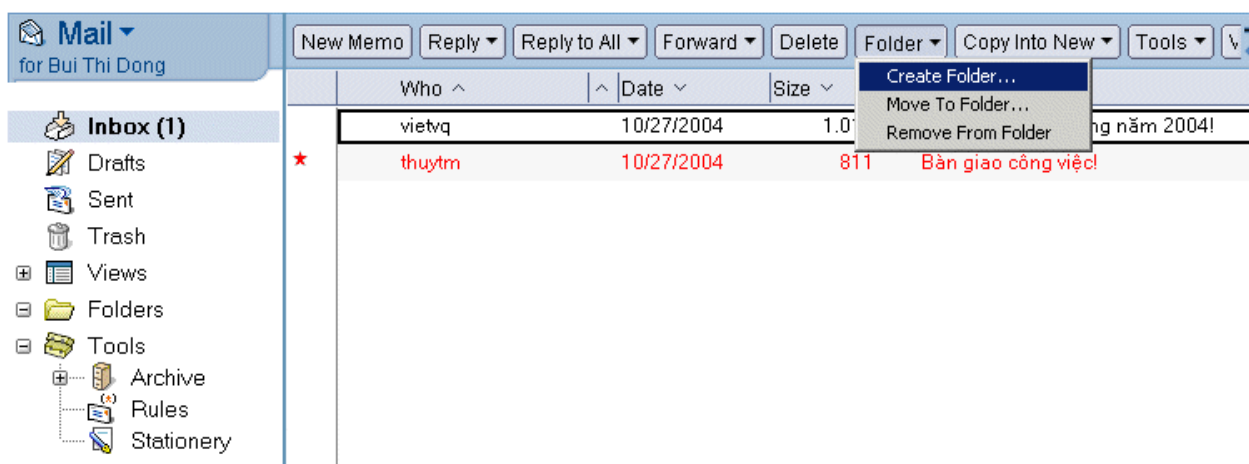 Mail
for Bui Thi Dong
New Memo Reply Reply to All Forward Delete Folder Copy Into New Tools
Create Folder...
Move To Folder...
Remove From Folder
Who Date Size
vietvq 10/27/2004 năm 2004!
thuytm 10/27/2004 811 Bàn giao công việc!
Inbox (1)
Drafts
Sent
Trash
Views
Folders
Tools
Archive
Rules
Stationery